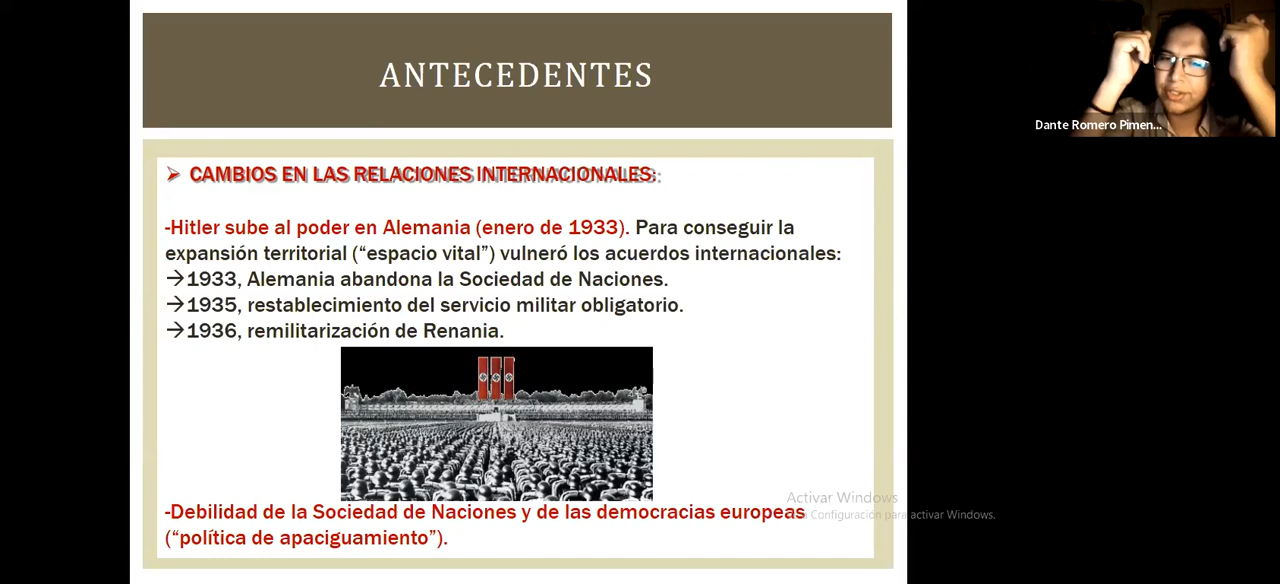 ANTECEDENTES
Dante Romero Pimen...
➢ CAMBIOS EN LAS RELACIONES INTERNACIONALES:
-Hitler sube al poder en Alemania (enero de 1933). Para conseguir la
expansión territorial (“espacio vital”) vulneró los acuerdos internacionales:
→1933, Alemania abandona la Sociedad de Naciones.
→1935, restablecimiento del servicio militar obligatorio.
→1936, remilitarización de Renania.
-Debilidad de la Sociedad de Naciones y de las democracias europeas
(“política de apaciguamiento”).
Activar Windows
Configuración para activar Windows.